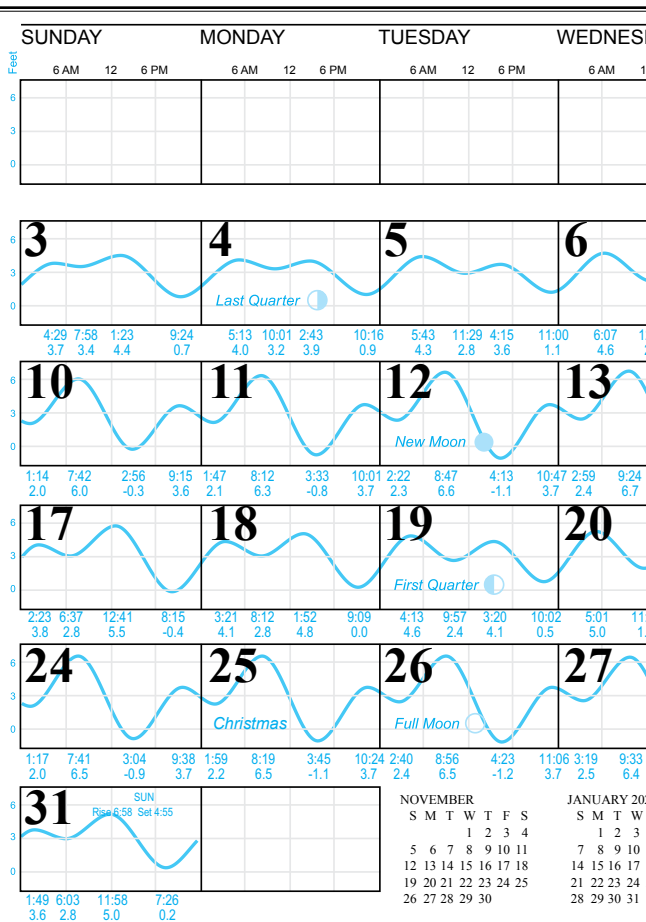 SUNDAY MONDAY TUESDAY WEDNES
Feet 6 AM 12 6 PM 6 AM 12 6 PM 6 AM 12 6 PM 6 AM
6
3
0
3 4 5 6
6
3
0
Last Quarter
4:29 7:58 1:23 9:24 5:13 10:01 2:43 10:16 5:43 11:29 4:15 11:00 6:07
3.7 3.4 4.4 0.7 4.0 3.2 3.9 0.9 4.3 2.8 3.6 1.1 4.6
10 11 12 13
6
3
0
New Moon
1:14 7:42 2:56 9:15 1:47 8:12 3:33 10:01 2:22 8:47 4:13 10:47 2:59 9:24
2.0 6.0 -0.3 3.6 2.1 6.3 -0.8 3.7 2.3 6.6 -1.1 3.7 2.4 6.7
17 18 19 20
6
3
0
First Quarter
2:23 6:37 12:41 8:15 3:21 8:12 1:52 9:09 4:13 9:57 3:20 10:02 5:01 11
3.8 2.8 5.5 -0.4 4.1 2.8 4.8 0.0 4.6 2.4 4.1 0.5 5.0 1.
24 25 26 27
6
3
0
Christmas Full Moon
1:17 7:41 3:04 9:38 1:59 8:19 3:45 10:24 2:40 8:56 4:23 11:06 3:19 9:33
2.0 6.5 -0.9 3.7 2.2 6.5 -1.1 3.7 2.4 6.5 -1.2 3.7 2.5 6.4
31
SUN
Rise 6:58 Set 4:55
6
3
0
1:49 6:03 11:58 7:26
3.6 2.8 5.0 0.2
NOVEMBER
S M T W T F S
1 2 3 4
5 6 7 8 9 10 11
12 13 14 15 16 17 18
19 20 21 22 23 24 25
26 27 28 29 30
JANUARY 20
S M T W
1 2 3
7 8 9 10
14 15 16 17
21 22 23 24
28 29 30 31